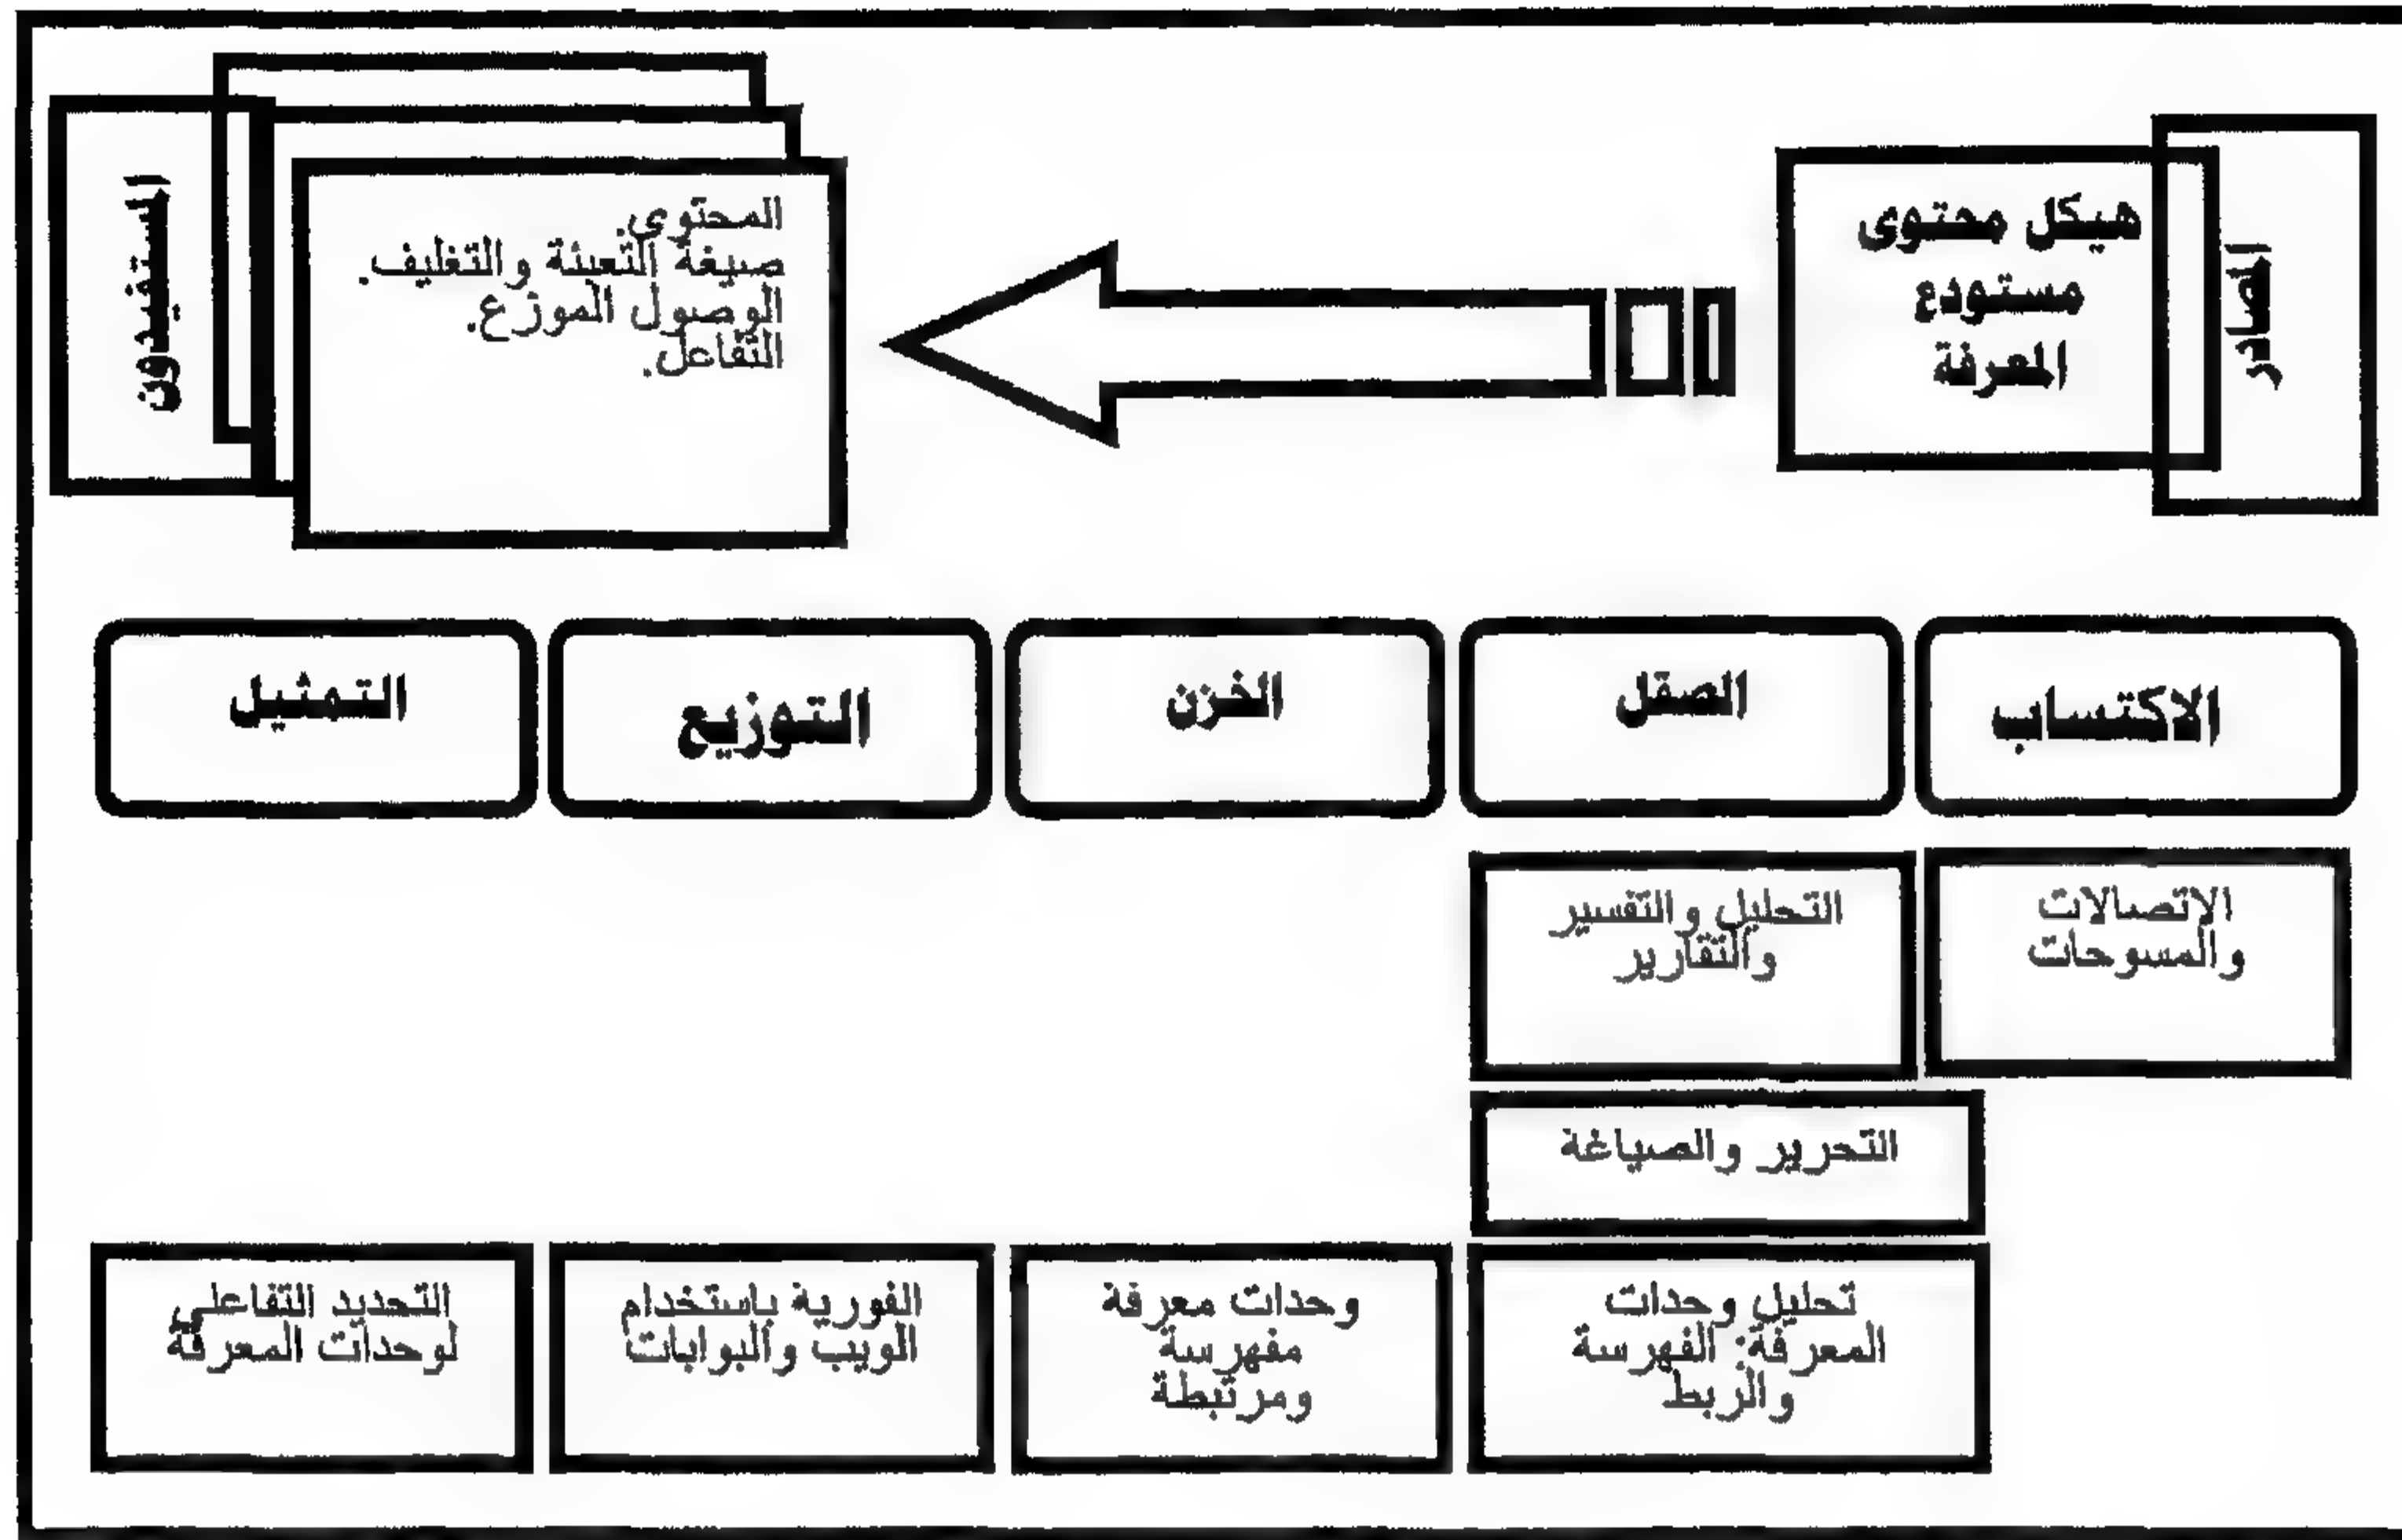 المصادر
هيكل محتوى
مستودع
المعرفة
المحتوي.
صيغة التعبئة والتغليف.
الوصول الموزع.
التفاعل.
المستفيدون
الاكتساب
الصقل
الخزن
التوزيع
التمثيل
الاتصالات
والمسوحات
التحليل والتفسير
والتقارير
التحرير والصياغة
تحليل وحدات
المعرفة: الفهرسة
والربط
وحدات معرفة
مفهرسة
ومرتبطة
الفورية باستخدام
الويب والبوابات
التحديد التفاعلي
لوحدات المعرفة